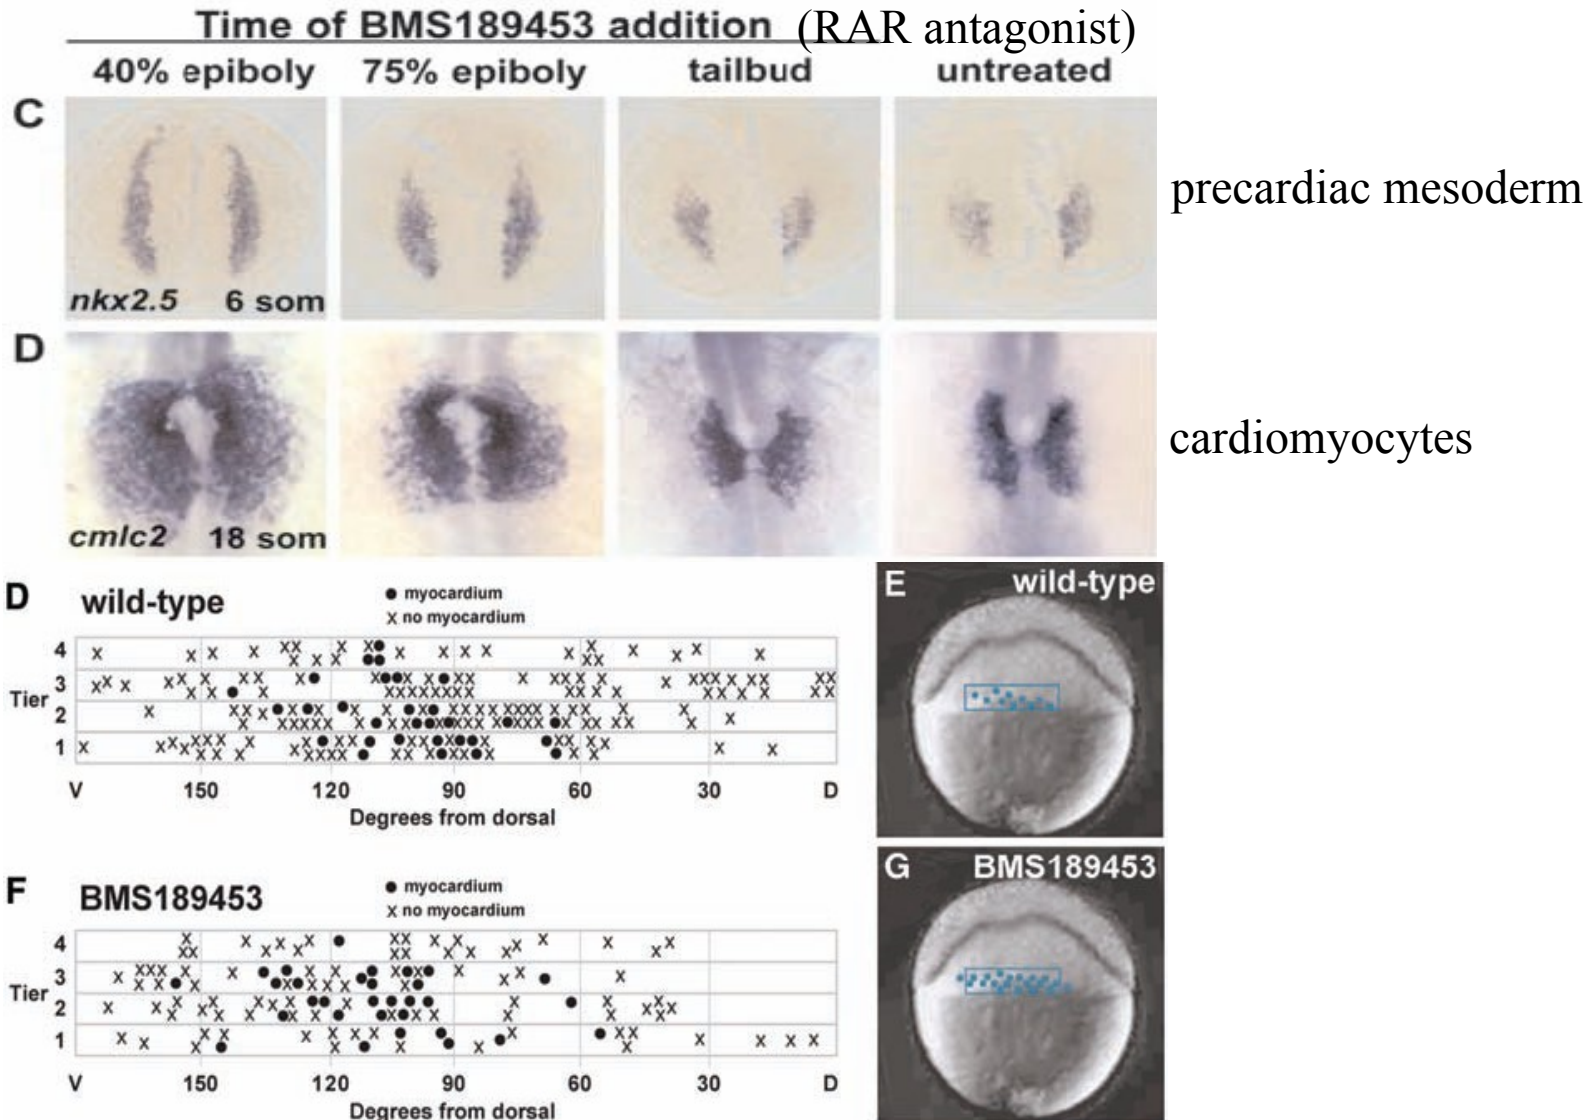 Time of BMS189453 addition (RAR antagonist)
40% epiboly 75% epiboly tailbud untreated
C
nkx2.5 6 som
precardiac mesoderm
D
cmlc2 18 som
cardiomyocytes
D wild-type
● myocardium
x no myocardium
Tier
4
3
2
1
V 150 120 90 60 30 D
Degrees from dorsal
E wild-type
F BMS189453
● myocardium
x no myocardium
Tier
4
3
2
1
V 150 120 90 60 30 D
Degrees from dorsal
G BMS189453